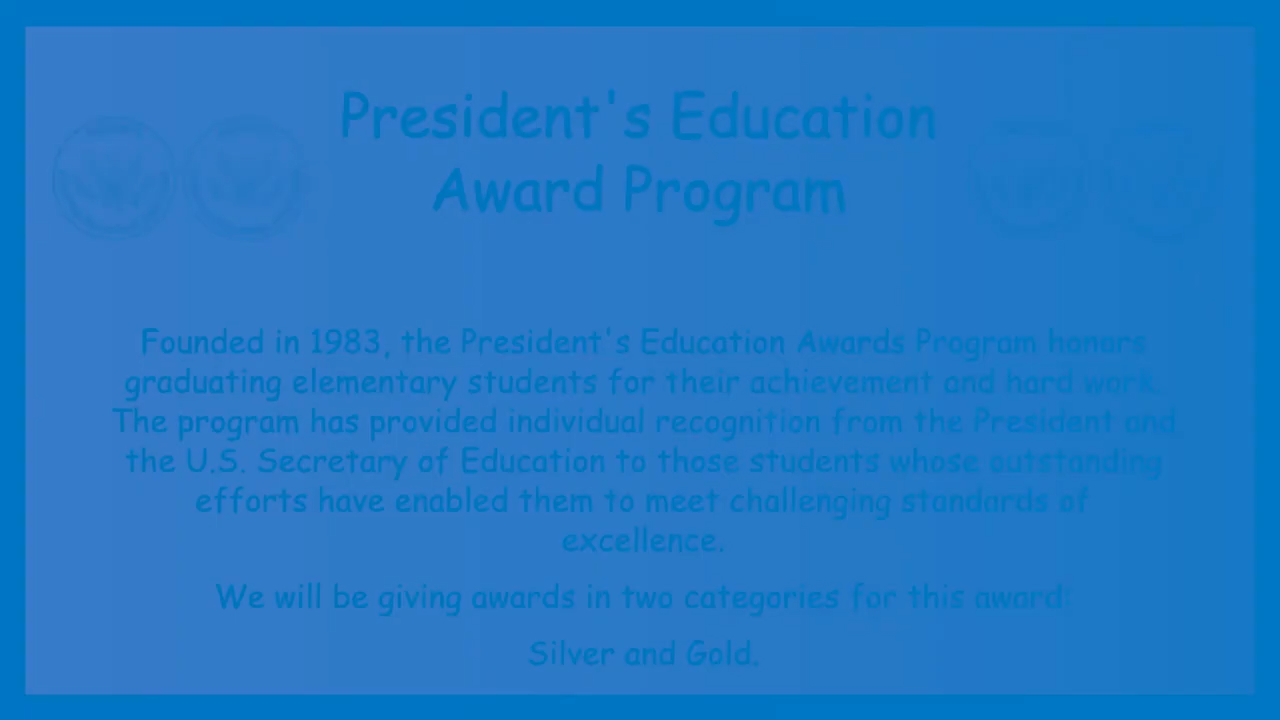 President's Education
Award Program
Founded in 1983, the President's Education Awards Program honors
graduating elementary students for their achievement and hard work.
The program has provided individual recognition from the President and
the U.S. Secretary of Education to those students whose outstanding
efforts have enabled them to meet challenging standards of
excellence.
We will be giving awards in two categories for this award:
Silver and Gold.